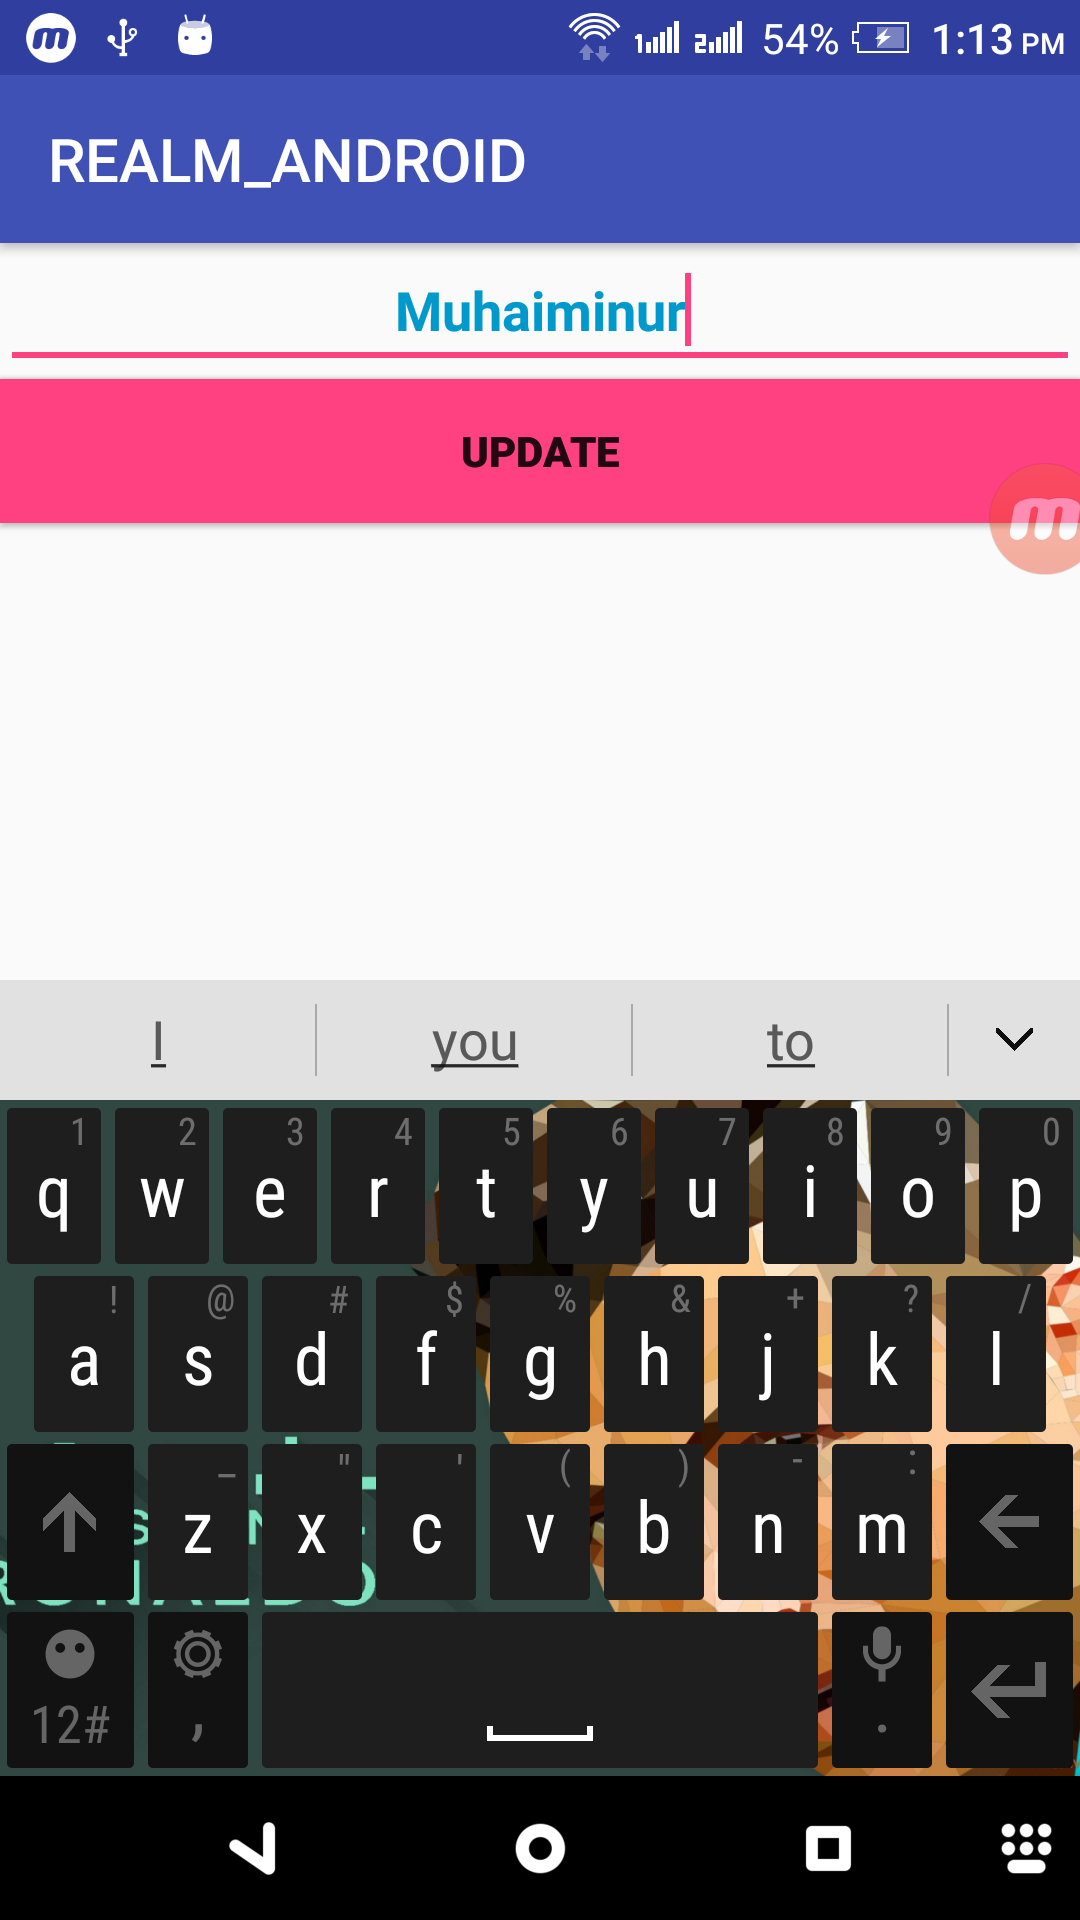 54% 1:13 PM
REALM_ANDROID
Muhaiminur
UPDATE
I you to
1 2 3 4 5 6 7 8 9 0
q w e r t y u i o p
! @ # $ % & + ? /
a s d f g h j k l
_ " ' ( ) - :
z x c v b n m
12# , .